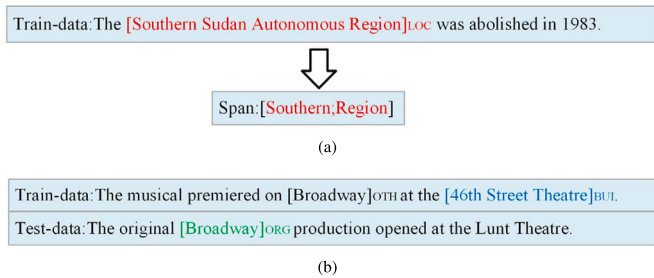 Train-data:The [Southern Sudan Autonomous Region]LOC was abolished in 1983.
Span:[Southern;Region]
(a)
Train-data:The musical premiered on [Broadway]OTH at the [46th Street Theatre]BUI.
Test-data:The original [Broadway]ORG production opened at the Lunt Theatre.
(b)